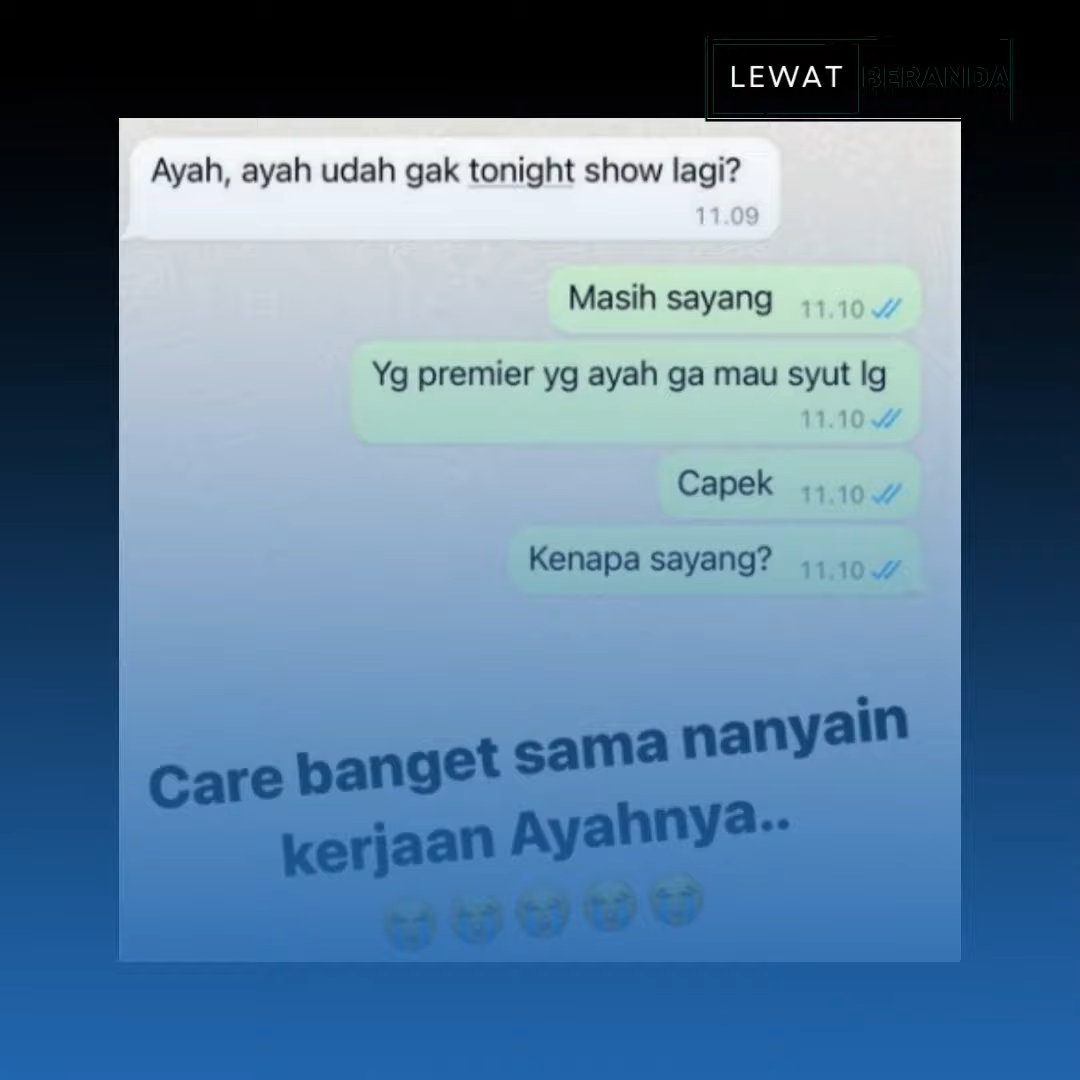 LEWAT BERANDA
Ayah, ayah udah gak tonight show lagi?
11.09
Masih sayang 11.10
Yg premier yg ayah ga mau syut lg
11.10
Capek 11.10
Kenapa sayang? 11.10
Care banget sama nanyain
kerjaan Ayahnya..